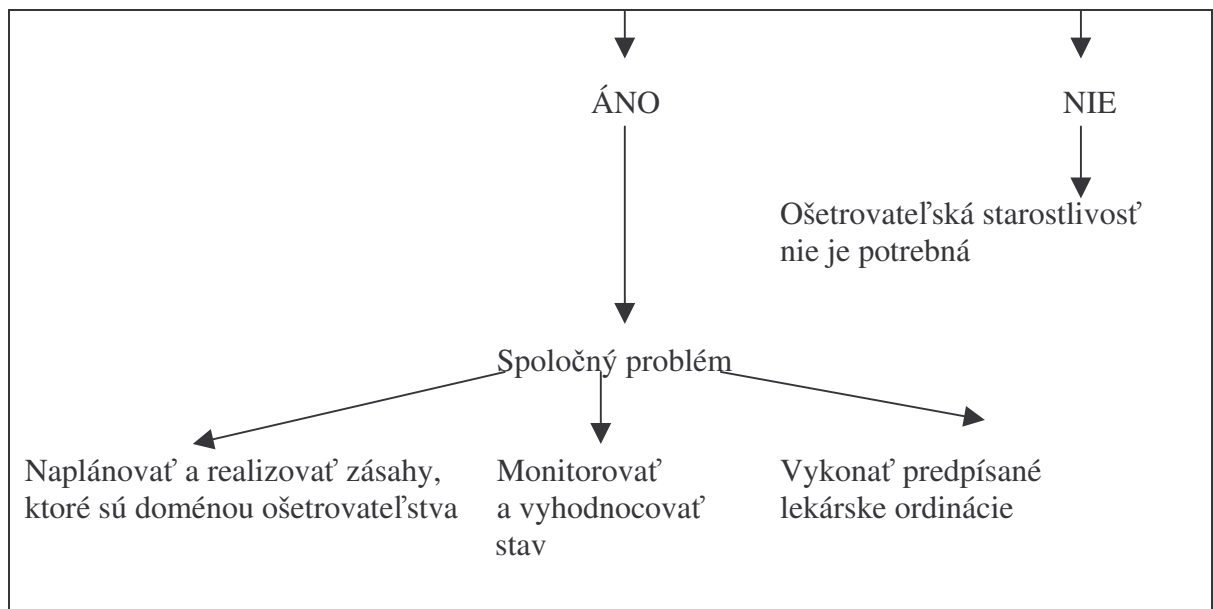 ÁNO
NIE
Ošetrovateľská starostlivosť
nie je potrebná
Spoločný problém
Naplánovať a realizovať zásahy,
ktoré sú doménou ošetrovateľstva
Monitorovať
a vyhodnocovať
stav
Vykonať predpísané
lekárske ordinácie